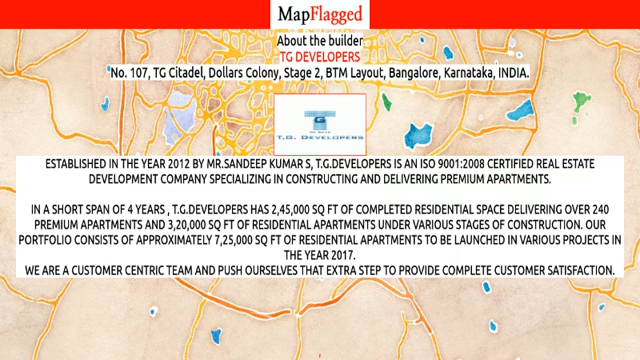 MapFlagged
About the builder
TG DEVELOPERS
No. 107, TG Citadel, Dollars Colony, Stage 2, BTM Layout, Bangalore, Karnataka, INDIA.
T.G. DEVELOPERS
ESTABLISHED IN THE YEAR 2012 BY MR.SANDEEP KUMAR S, T.G.DEVELOPERS IS AN ISO 9001:2008 CERTIFIED REAL ESTATE
DEVELOPMENT COMPANY SPECIALIZING IN CONSTRUCTING AND DELIVERING PREMIUM APARTMENTS.
IN A SHORT SPAN OF 4 YEARS , T.G.DEVELOPERS HAS 2,45,000 SQ FT OF COMPLETED RESIDENTIAL SPACE DELIVERING OVER 240
PREMIUM APARTMENTS AND 3,20,000 SQ FT OF RESIDENTIAL APARTMENTS UNDER VARIOUS STAGES OF CONSTRUCTION. OUR
PORTFOLIO CONSISTS OF APPROXIMATELY 7,25,000 SQ FT OF RESIDENTIAL APARTMENTS TO BE LAUNCHED IN VARIOUS PROJECTS IN
THE YEAR 2017.
WE ARE A CUSTOMER CENTRIC TEAM AND PUSH OURSELVES THAT EXTRA STEP TO PROVIDE COMPLETE CUSTOMER SATISFACTION.